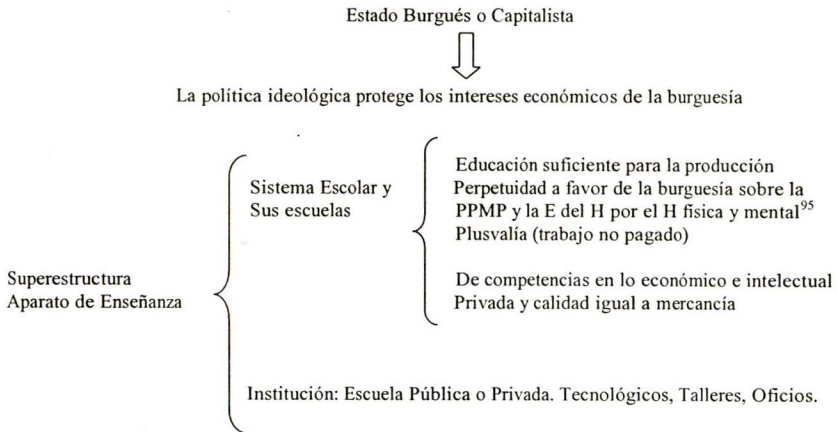 Estado Burgués o Capitalista
La política ideológica protege los intereses económicos de la burguesía
Superestructura
Aparato de Enseñanza
Sistema Escolar y
Sus escuelas
Educación suficiente para la producción
Perpetuidad a favor de la burguesía sobre la
PPMP y la E del H por el H física y mental95
Plusvalía (trabajo no pagado)
De competencias en lo económico e intelectual
Privada y calidad igual a mercancía
Institución: Escuela Pública o Privada. Tecnológicos, Talleres, Oficios.